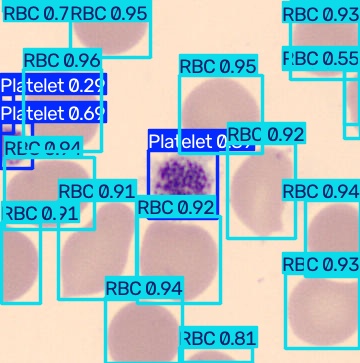 RBC 0.7
RBC 0.95
RBC 0.93
RBC 0.96
RBC 0.55
RBC 0.95
Platelet 0.29
Platelet 0.69
RBC 0.92
RBC 0.94
RBC 0.91
RBC 0.94
RBC 0.92
RBC 0.91
RBC 0.93
RBC 0.94
RBC 0.81